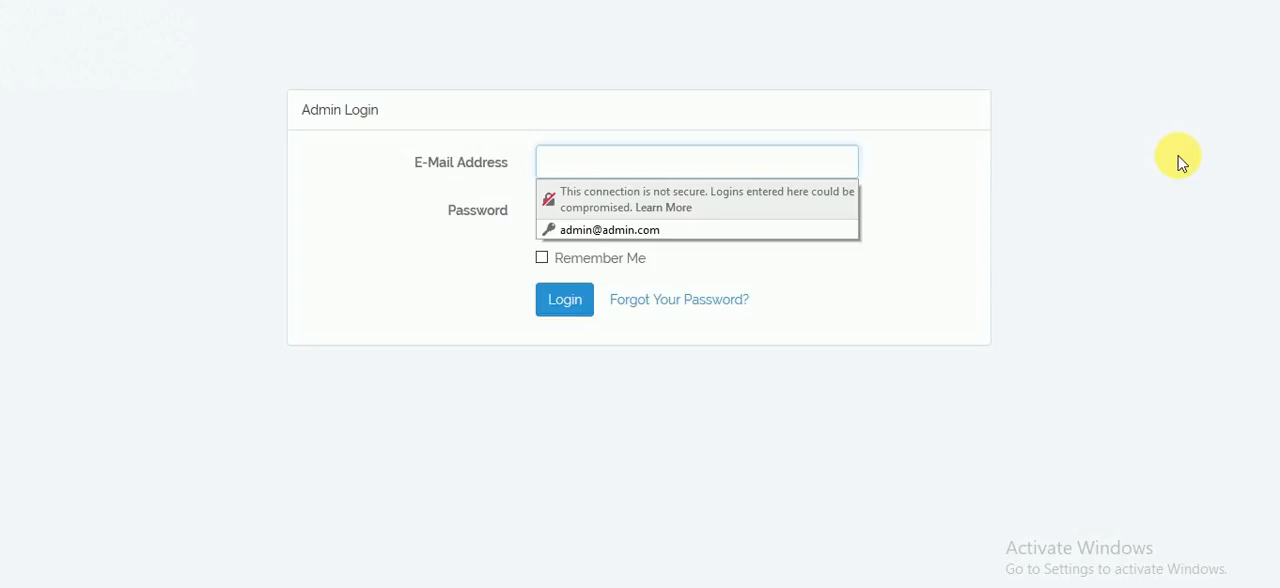 Admin Login
E-Mail Address
This connection is not secure. Logins entered here could be
compromised. Learn More
Password
admin@admin.com
Remember Me
Login Forgot Your Password?
Activate Windows
Go to Settings to activate Windows.